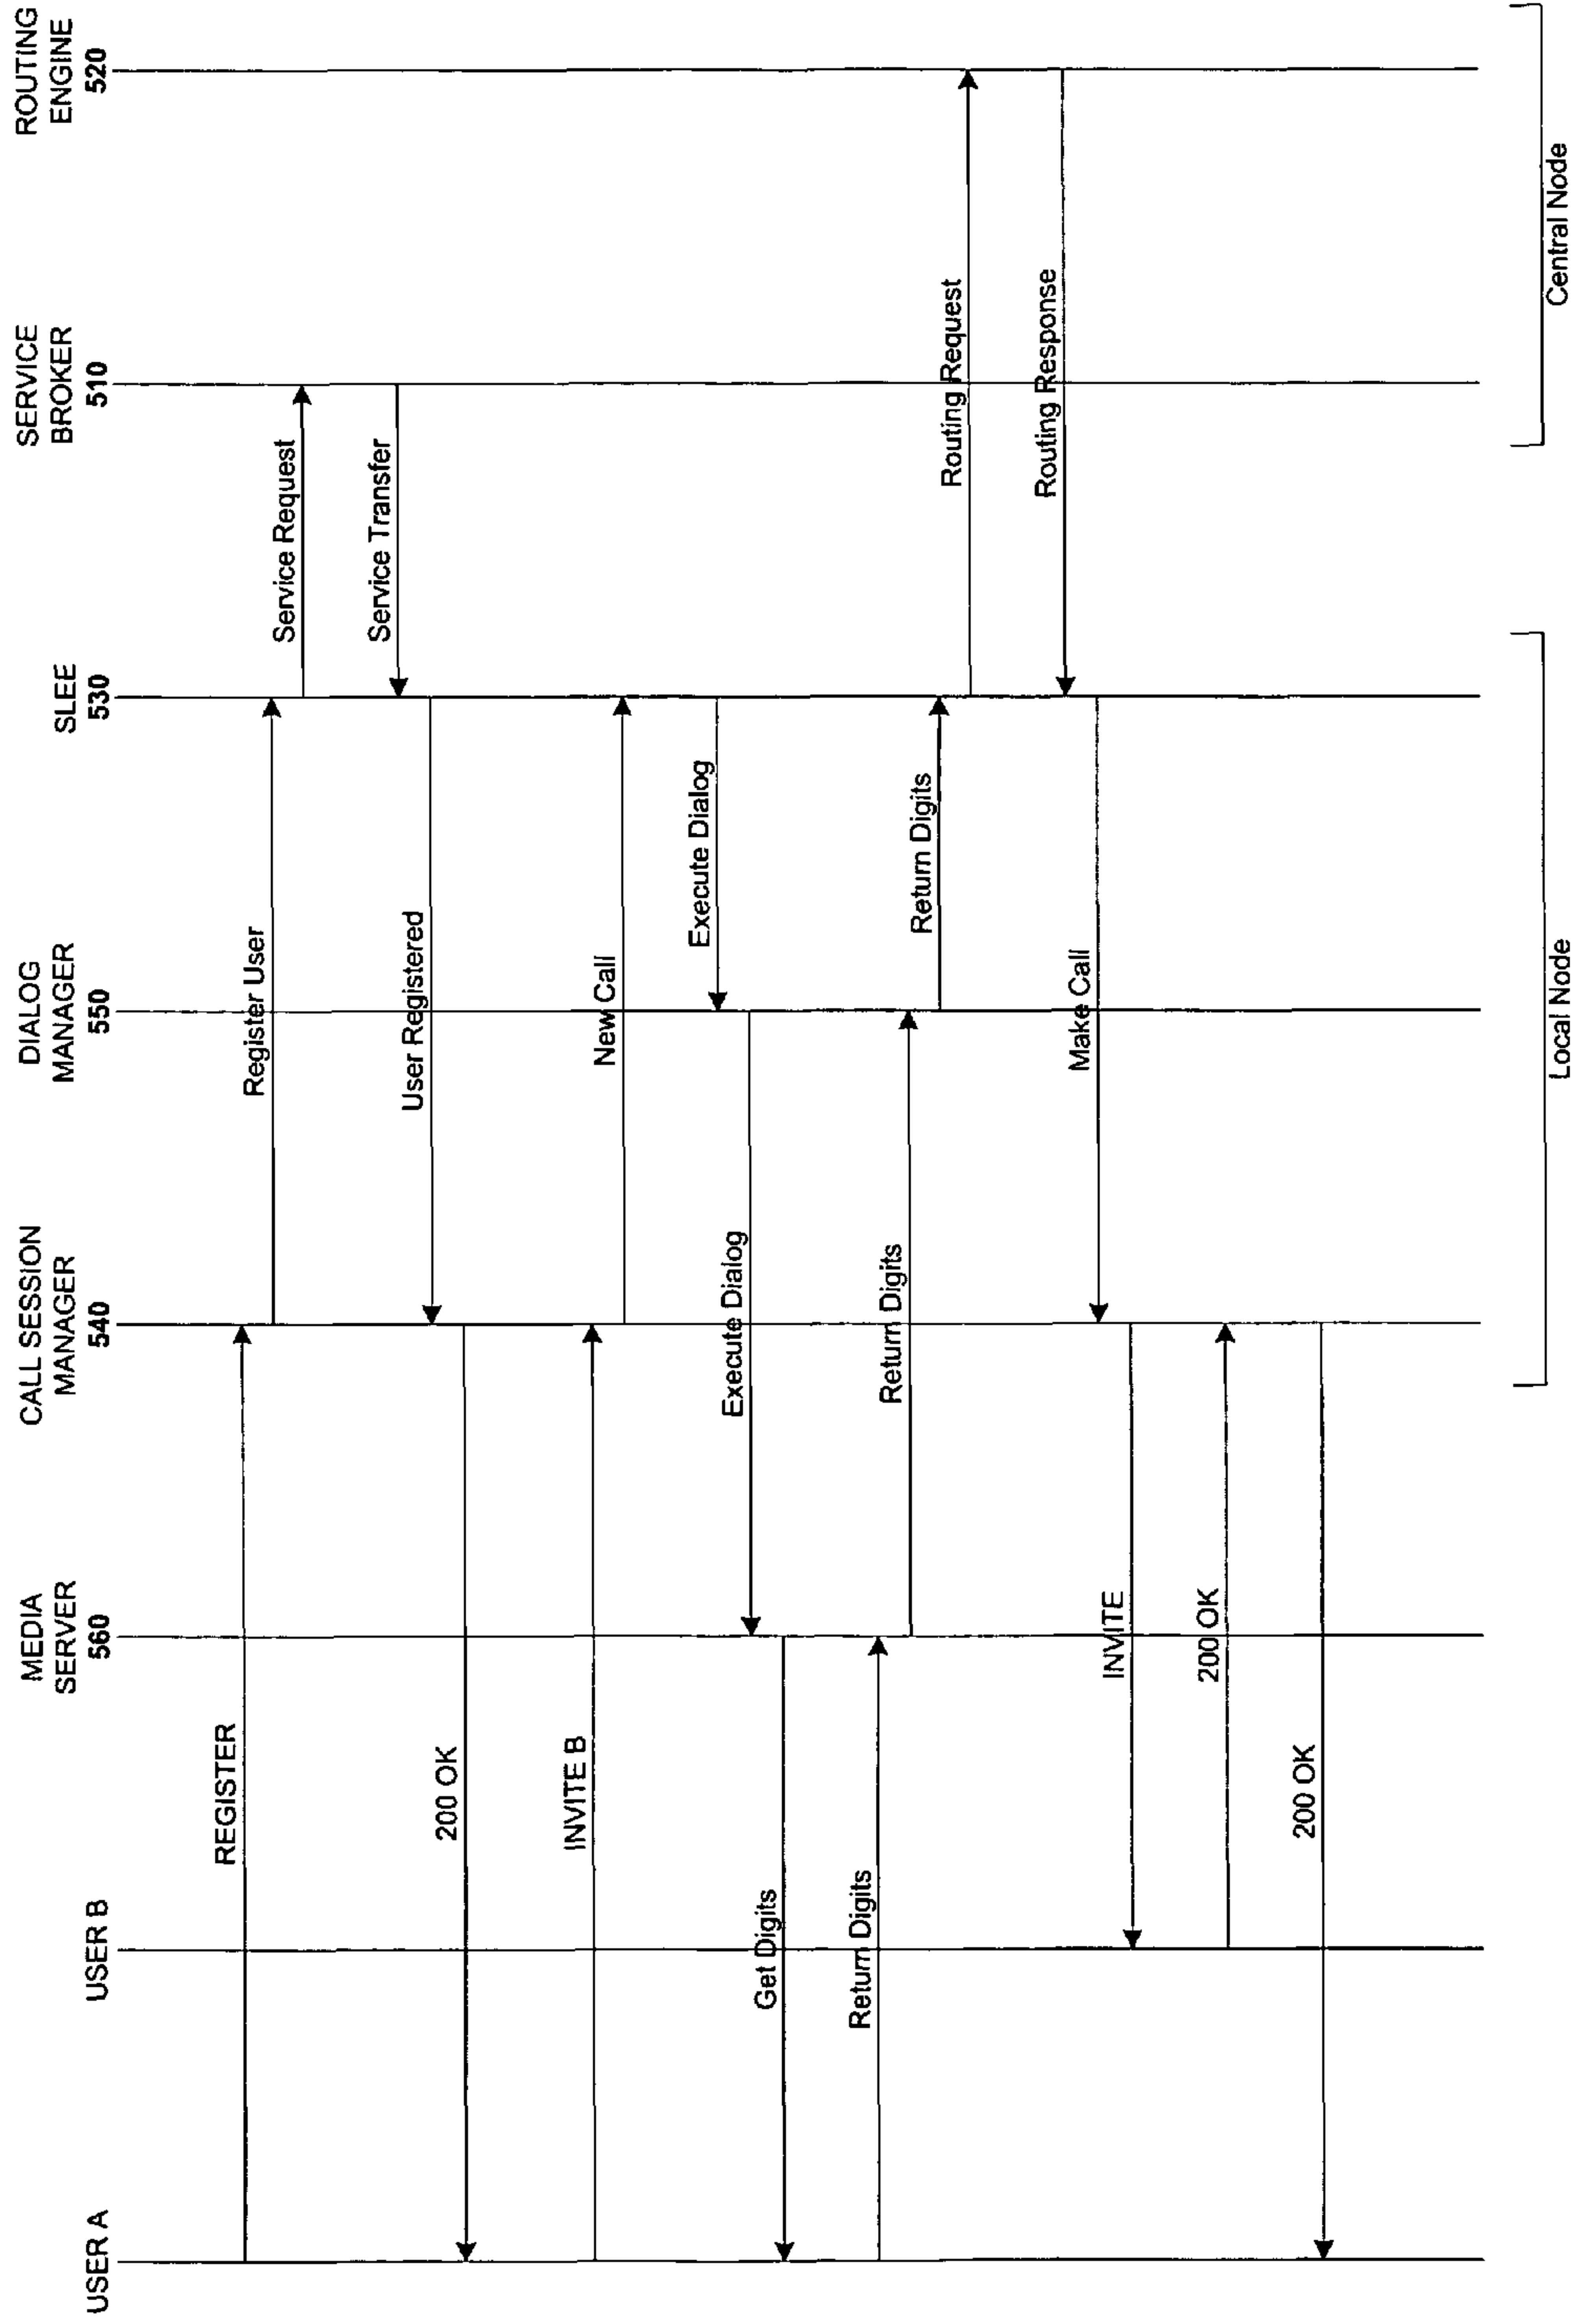 USER A
USER B
MEDIA
SERVER
560
CALL SESSION
MANAGER
540
DIALOG
MANAGER
550
SLEE
530
SERVICE
BROKER
510
ROUTING
ENGINE
520
REGISTER
Register User
Service Request
Service Transfer
User Registered
200 OK
INVITE B
New Call
Execute Dialog
Execute Dialog
Get Digits
Return Digits
Return Digits
Return Digits
Routing Request
Routing Response
Make Call
INVITE
200 OK
200 OK
Local Node
Central Node